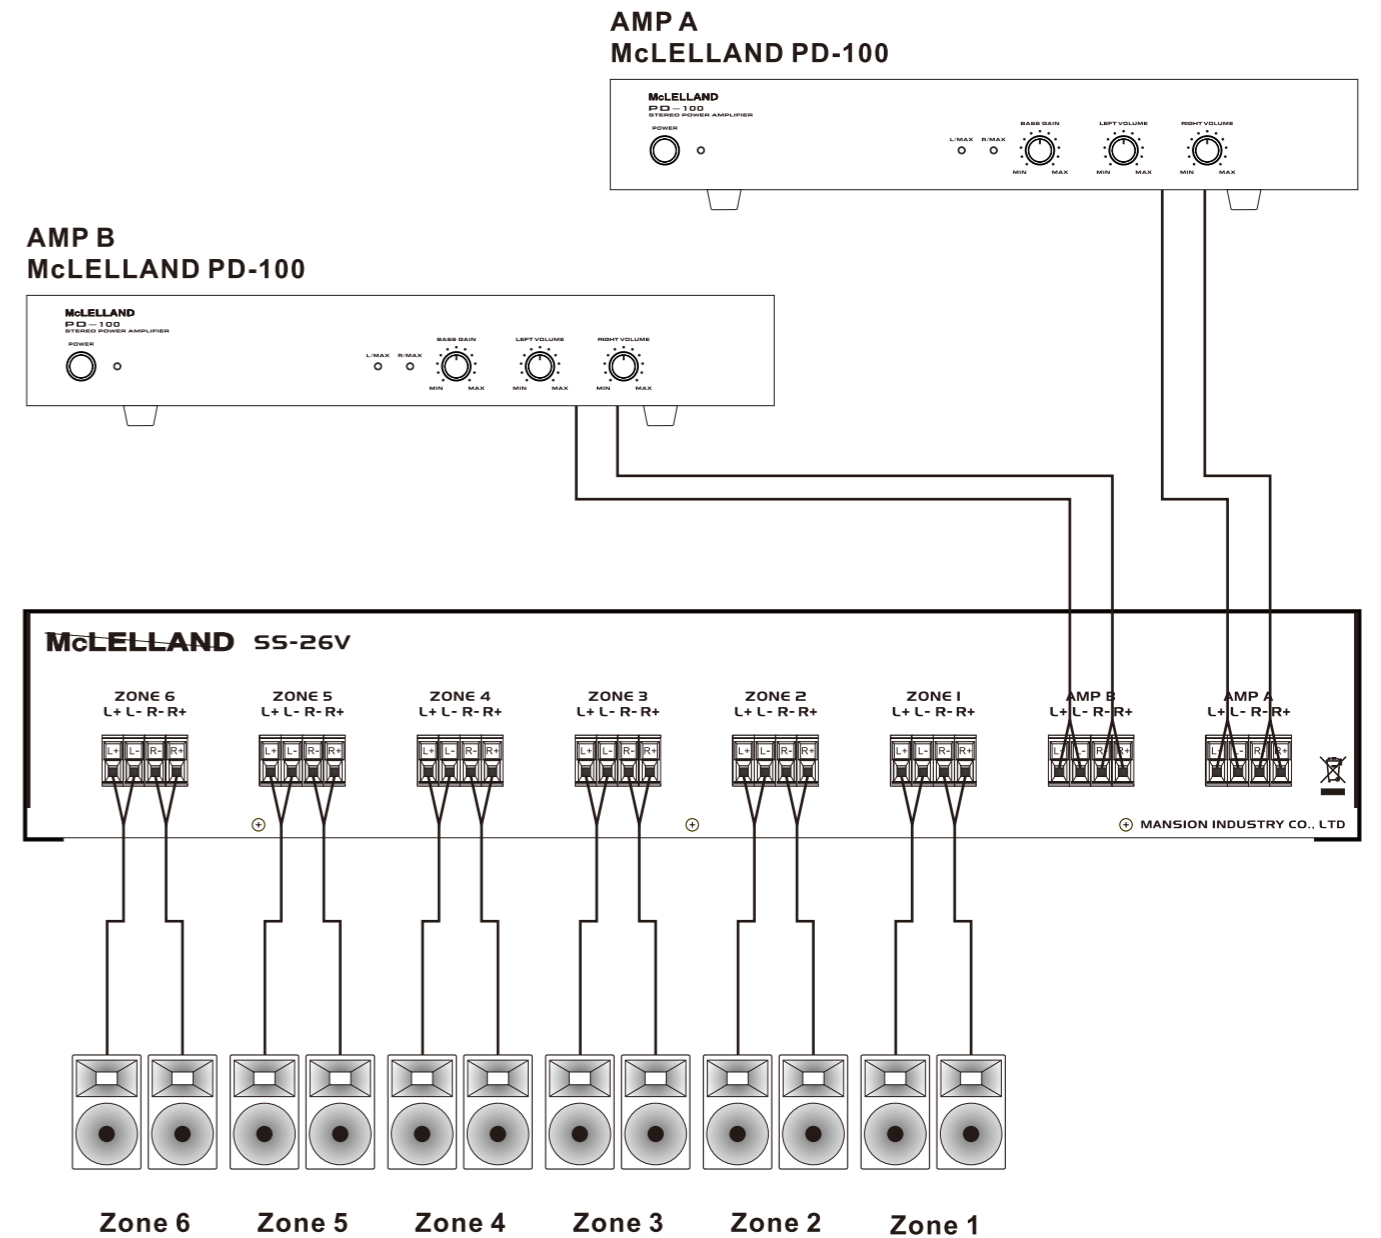 AMP A
McLELLAND PD-100
McLELLAND
PD-100
STEREO POWER AMPLIFIER
POWER
L/MAX R/MAX
BASS GAIN
LEFT VOLUME
RIGHT VOLUME
MIN MAX
MIN MAX
MIN MAX
AMP B
McLELLAND PD-100
McLELLAND
PD-100
STEREO POWER AMPLIFIER
POWER
L/MAX R/MAX
BASS GAIN
LEFT VOLUME
RIGHT VOLUME
MIN MAX
MIN MAX
MIN MAX
McLELLAND SS-26V
ZONE 6 ZONE 5 ZONE 4 ZONE 3 ZONE 2 ZONE 1 AMP B AMP A
L+ L- R- R+ L+ L- R- R+ L+ L- R- R+ L+ L- R- R+ L+ L- R- R+ L+ L- R- R+ L+ L- R- R+ L+ L- R- R+
L+ L- R- R+ L+ L- R- R+ L+ L- R- R+ L+ L- R- R+ L+ L- R- R+ L+ L- R- R+ L+ L- R- R+ L+ L- R- R+
MANSION INDUSTRY CO., LTD
Zone 6 Zone 5 Zone 4 Zone 3 Zone 2 Zone 1